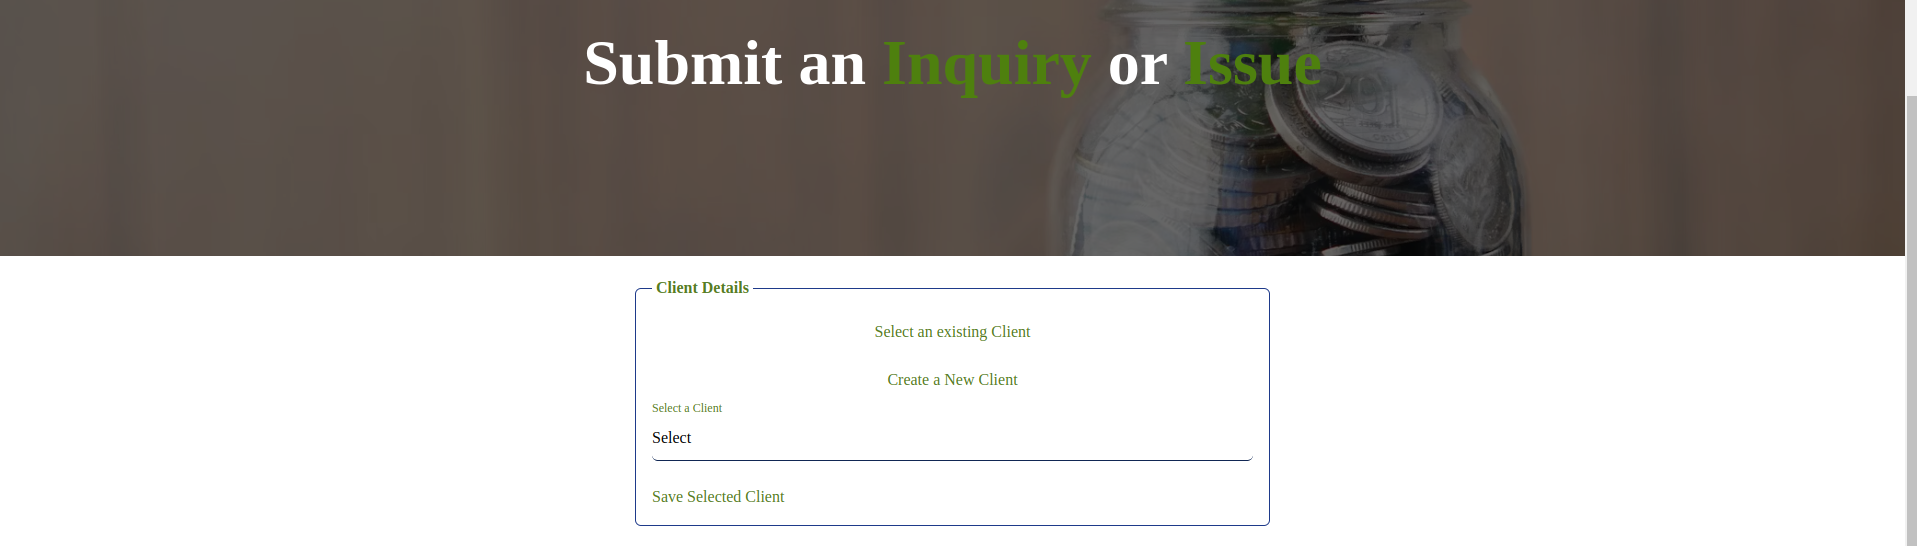 Submit an Inquiry or Issue
Client Details
Select an existing Client
Create a New Client
Select a Client
Select
Save Selected Client